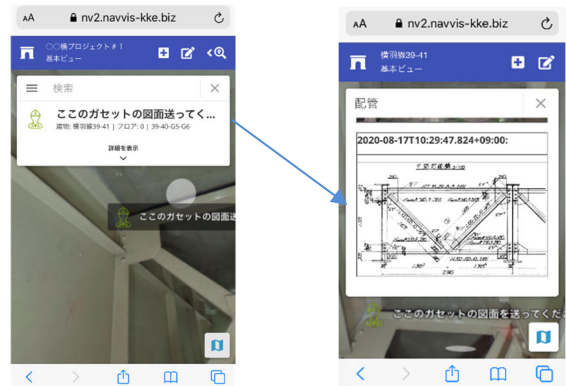 AA nv2.navvis-kke.biz
○○橋プロジェクト#1
基本ビュー
検索
ここのガセットの図面送ってく...
建物: 横羽線39-41 | フロア: 0 | 39-40-G5-G6
詳細を表示
ここのガセットの図面送
AA nv2.navvis-kke.biz
横羽線39-41
基本ビュー
配管
2020-08-17T10:29:47.824+09:00:
ここのガセットの図面を送ってくだ